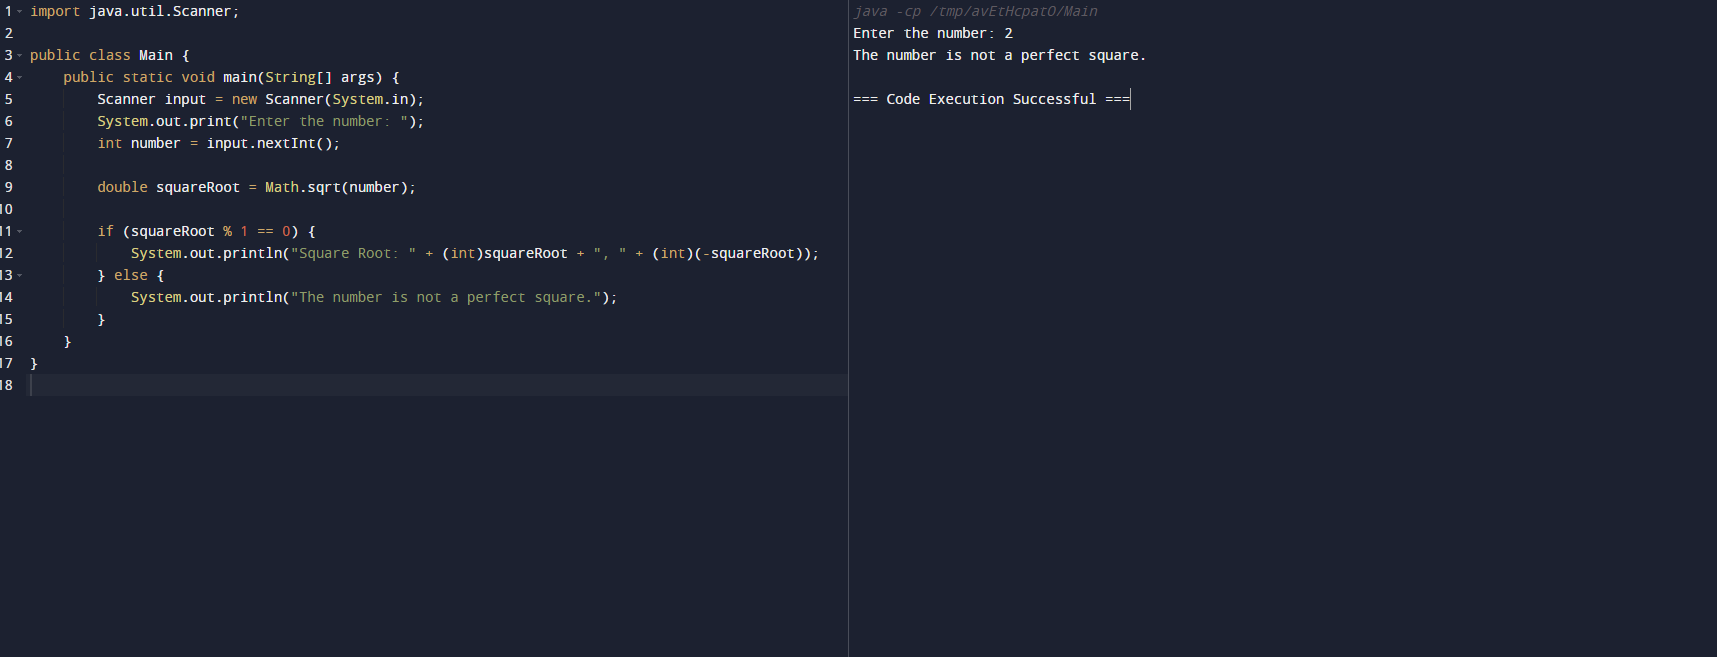 1 import java.util.Scanner;
2
3 public class Main {
4     public static void main(String[] args) {
5         Scanner input = new Scanner(System.in);
6         System.out.print("Enter the number: ");
7         int number = input.nextInt();
8
9         double squareRoot = Math.sqrt(number);
10
11         if (squareRoot % 1 == 0) {
12             System.out.println("Square Root: " + (int)squareRoot + ", " + (int)(-squareRoot));
13         } else {
14             System.out.println("The number is not a perfect square.");
15         }
16     }
17 }
18
java -cp /tmp/avEtHcpatO/Main
Enter the number: 2
The number is not a perfect square.

=== Code Execution Successful ===